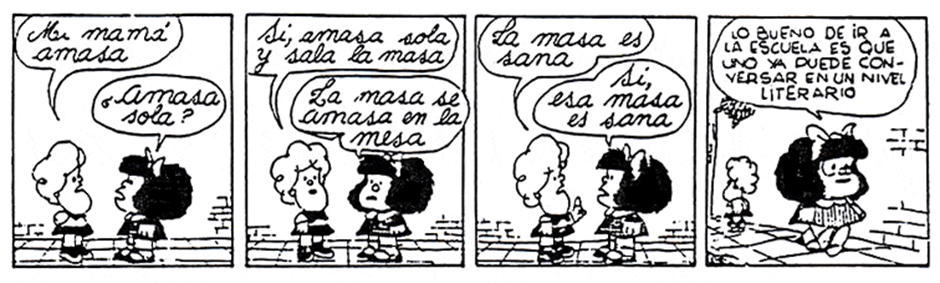 Mi mamá
amasa
¿Amasa
sola?
Sí, amasa sola
y sala la masa
La masa se
amasa en la
mesa
La masa es
sana
Sí,
esa masa
es sana
LO BUENO DE IR A
LA ESCUELA ES QUE
UNO YA PUEDE CON-
VERSAR EN UN NIVEL
LITERARIO